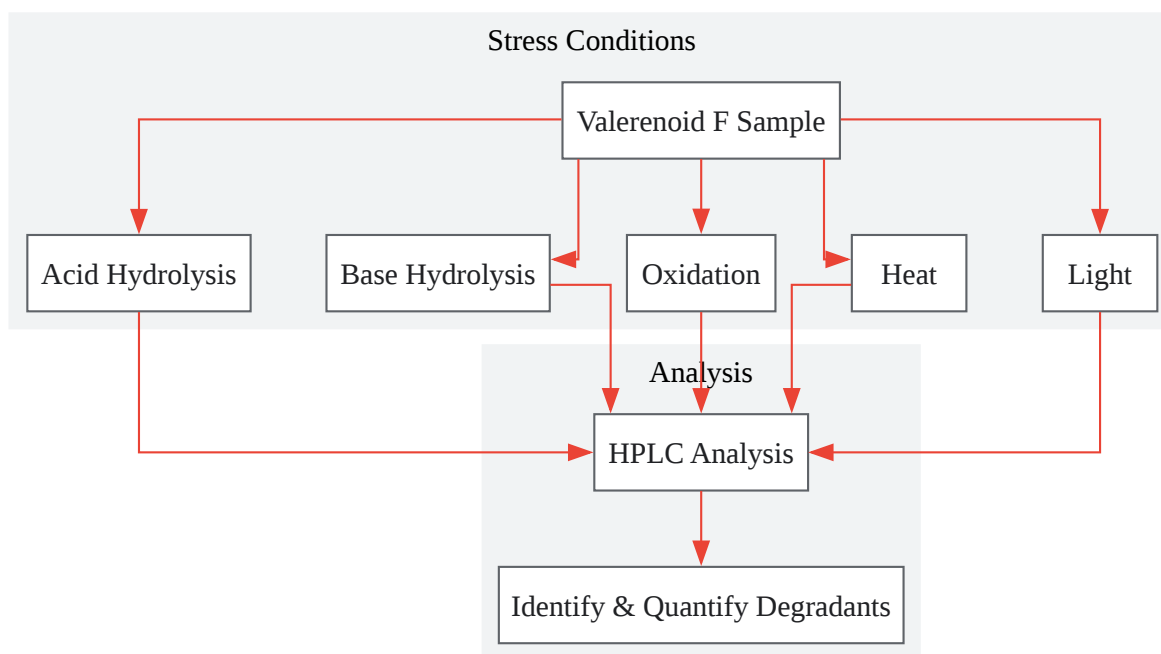 Stress Conditions
Valerenoid F Sample
Acid Hydrolysis
Base Hydrolysis
Oxidation
Heat
Light
Analysis
HPLC Analysis
Identify & Quantify Degradants